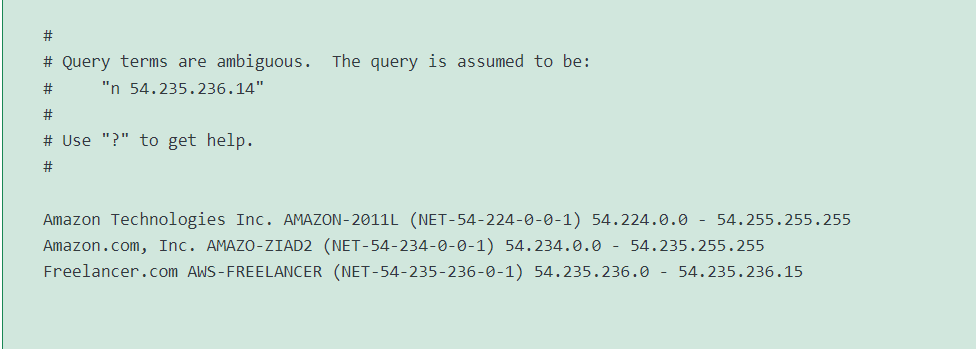 #
# Query terms are ambiguous.  The query is assumed to be:
#     "n 54.235.236.14"
#
# Use "?" to get help.
#

Amazon Technologies Inc. AMAZON-2011L (NET-54-224-0-0-1) 54.224.0.0 - 54.255.255.255
Amazon.com, Inc. AMAZO-ZIAD2 (NET-54-234-0-0-1) 54.234.0.0 - 54.235.255.255
Freelancer.com AWS-FREELANCER (NET-54-235-236-0-1) 54.235.236.0 - 54.235.236.15